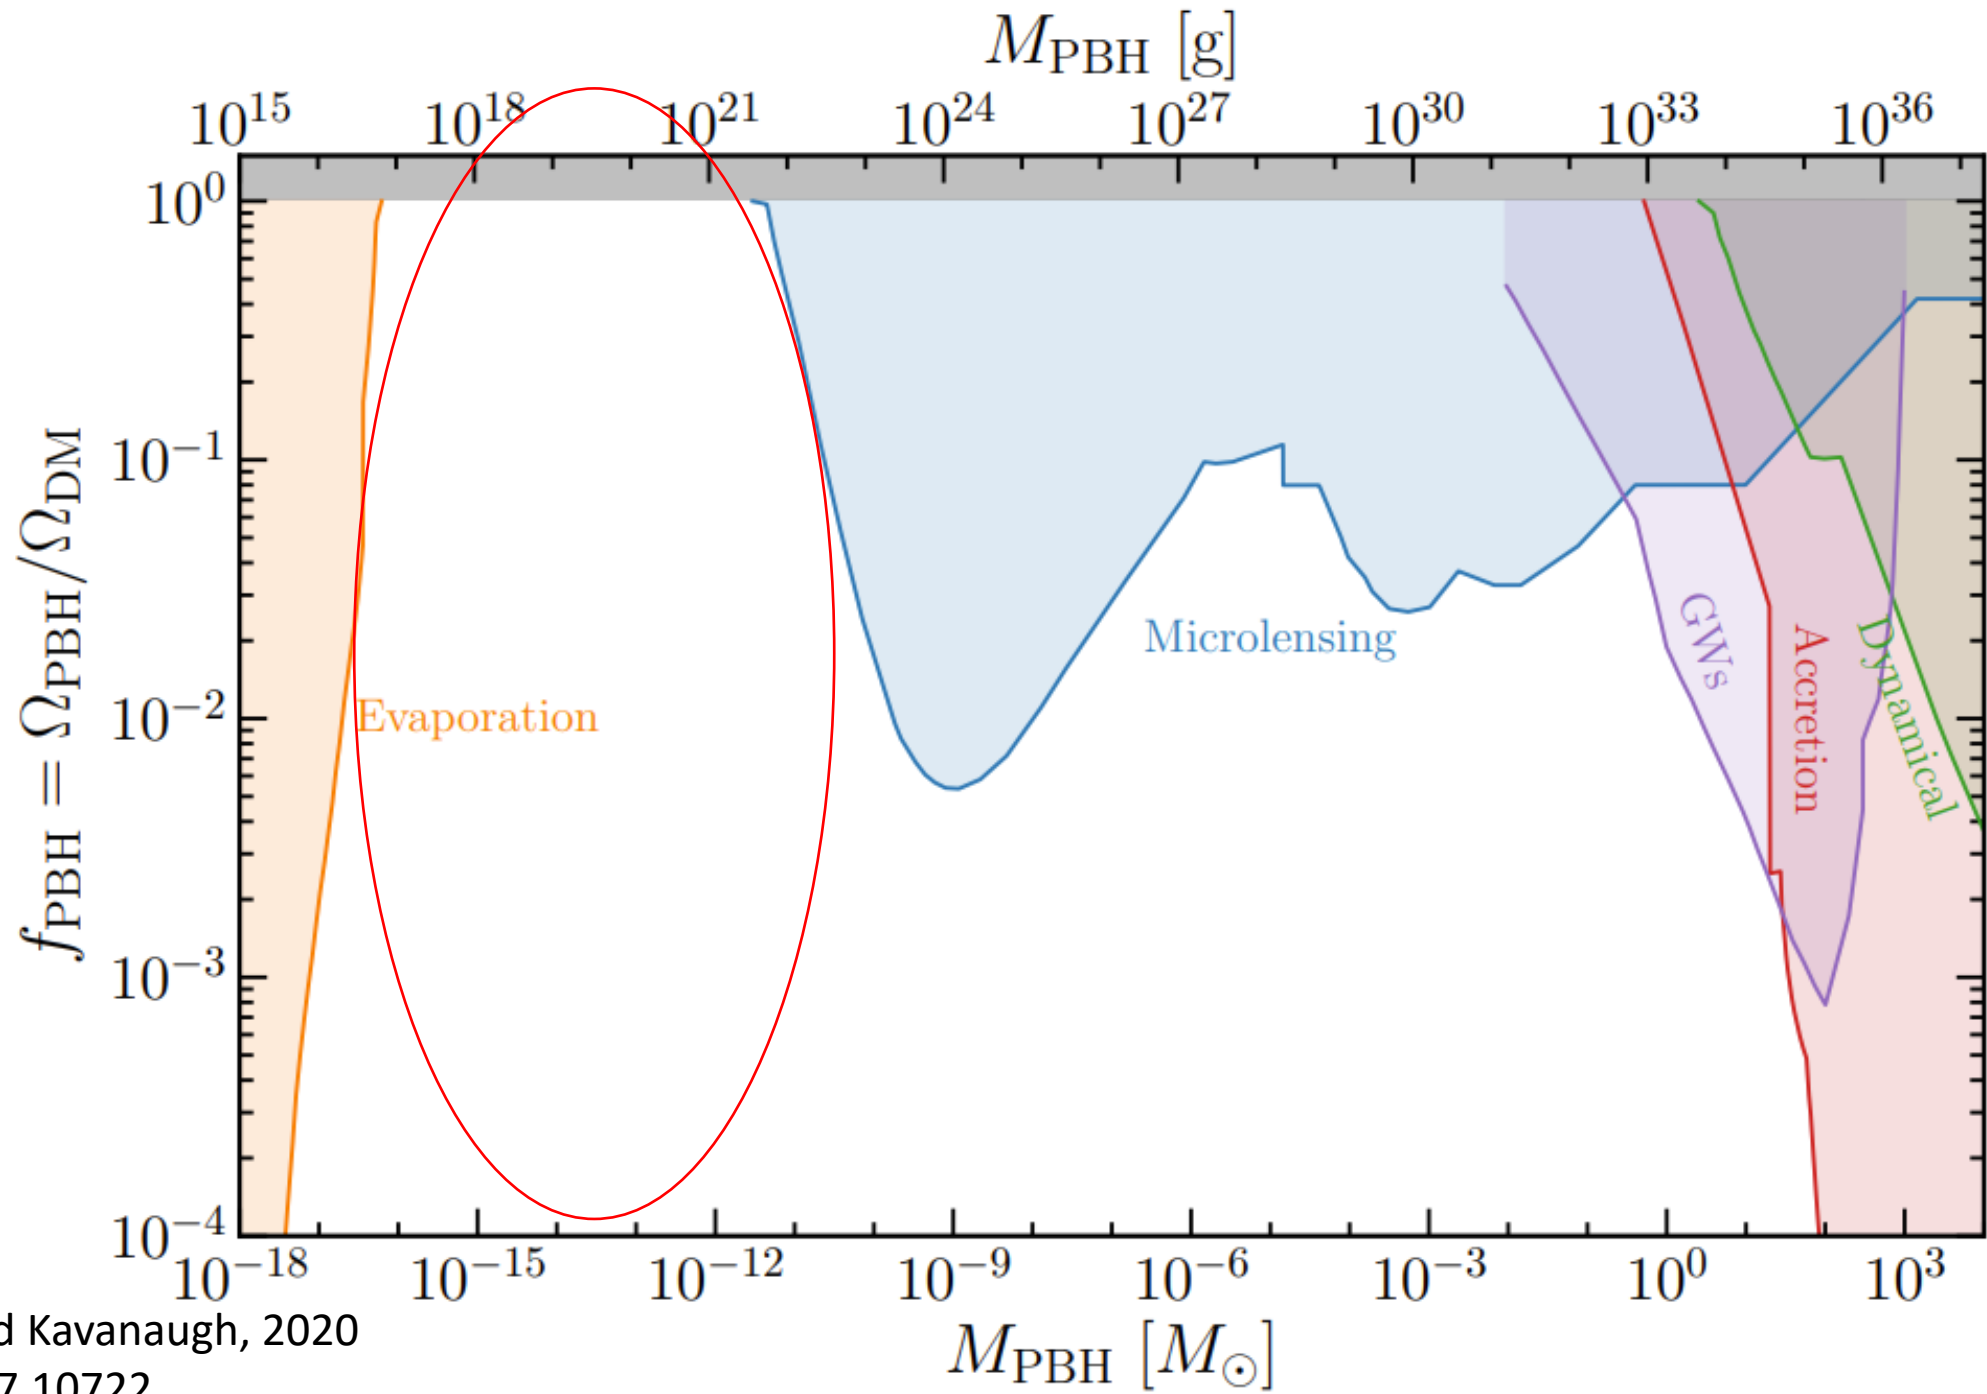 M_PBH [g]
10^15 10^18 10^21 10^24 10^27 10^30 10^33 10^36
f_PBH = Ω_PBH/Ω_DM
10^0
10^−1
10^−2
10^−3
10^−4
Evaporation
Microlensing
GWs
Accretion
Dynamical
10^−18 10^−15 10^−12 10^−9 10^−6 10^−3 10^0 10^3
M_PBH [M_⊙]
Kavanaugh, 2020
10722